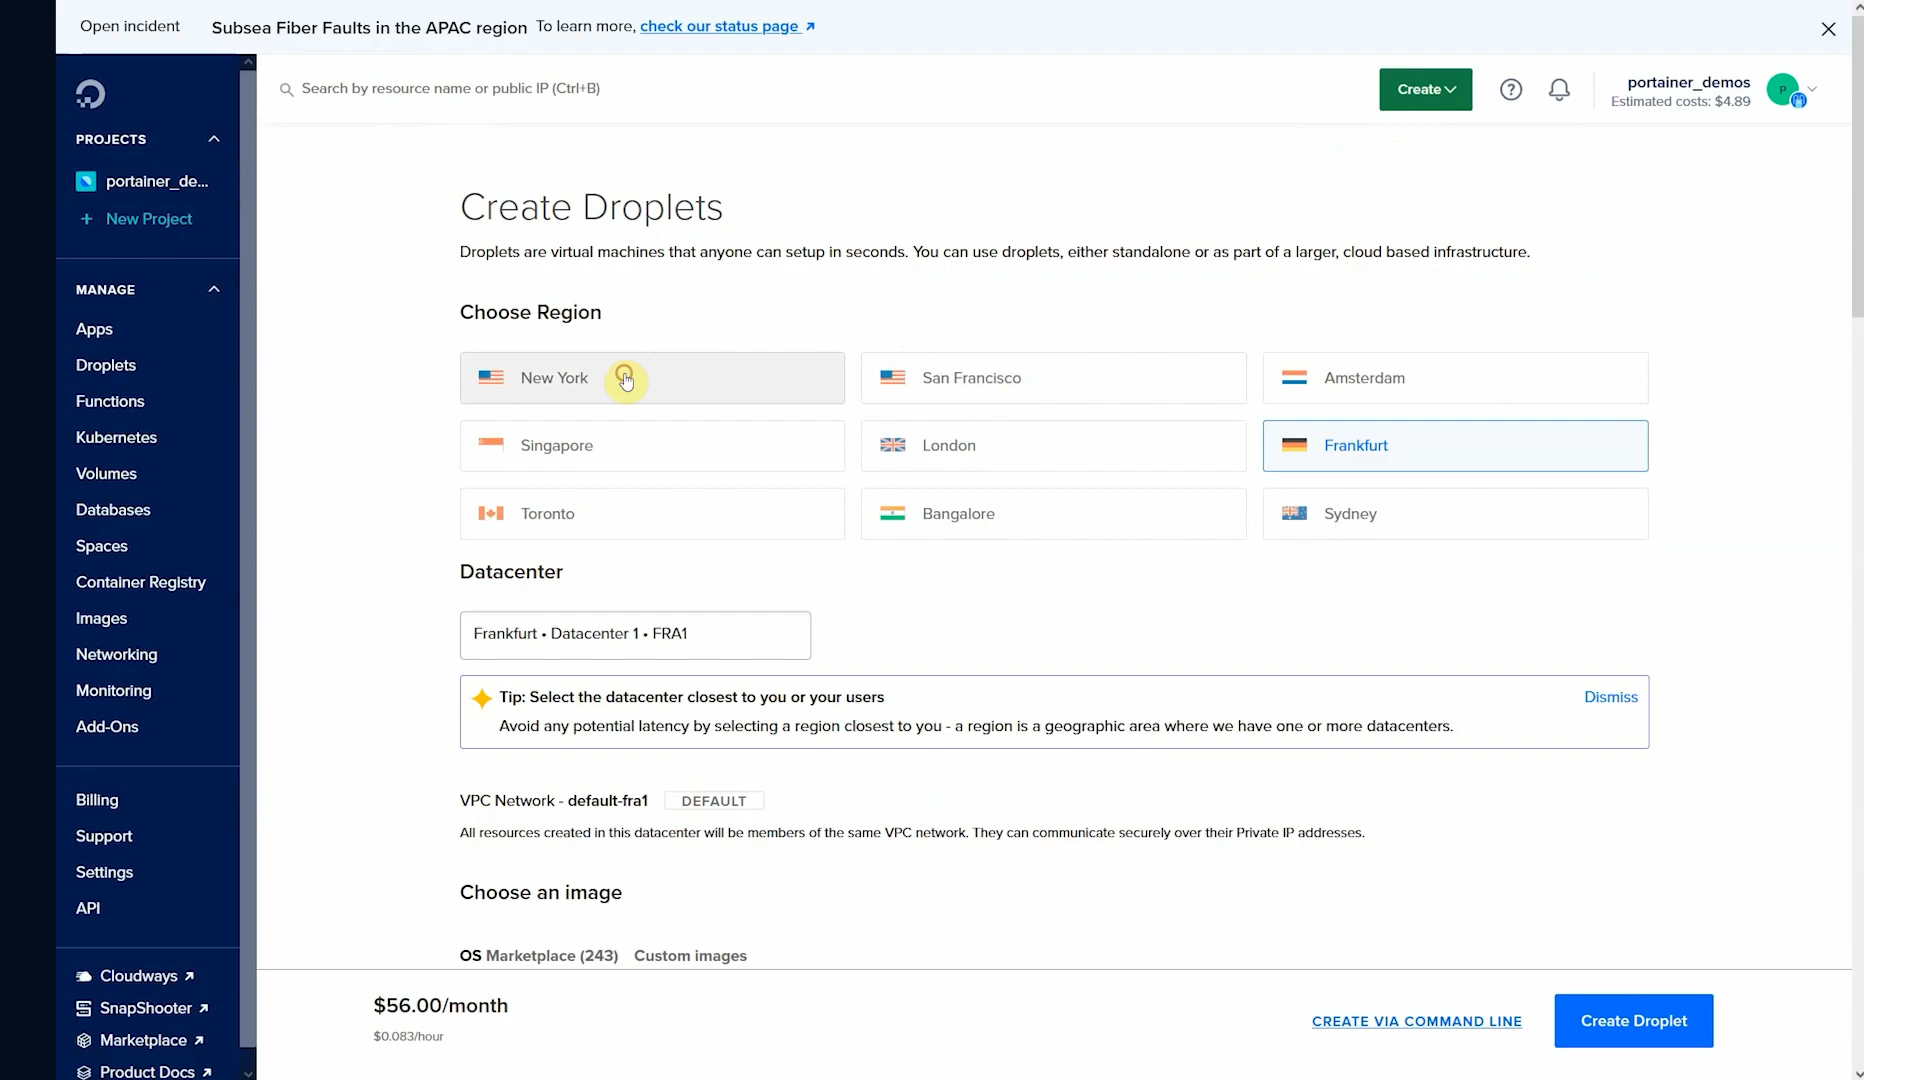 Open incident Subsea Fiber Faults in the APAC region To learn more, check our status page
Search by resource name or public IP (Ctrl+B)
Create
portainer_demos
Estimated costs: $4.89
P
PROJECTS
portainer_de...
+ New Project
MANAGE
Apps
Droplets
Functions
Kubernetes
Volumes
Databases
Spaces
Container Registry
Images
Networking
Monitoring
Add-Ons
Billing
Support
Settings
API
Cloudways
SnapShooter
Marketplace
Product Docs
Create Droplets
Droplets are virtual machines that anyone can setup in seconds. You can use droplets, either standalone or as part of a larger, cloud based infrastructure.
Choose Region
New York San Francisco Amsterdam
Singapore London Frankfurt
Toronto Bangalore Sydney
Datacenter
Frankfurt • Datacenter 1 • FRA1
Tip: Select the datacenter closest to you or your users Dismiss
Avoid any potential latency by selecting a region closest to you - a region is a geographic area where we have one or more datacenters.
VPC Network - default-fra1 DEFAULT
All resources created in this datacenter will be members of the same VPC network. They can communicate securely over their Private IP addresses.
Choose an image
OS Marketplace (243) Custom images
$56.00/month
$0.083/hour
CREATE VIA COMMAND LINE
Create Droplet